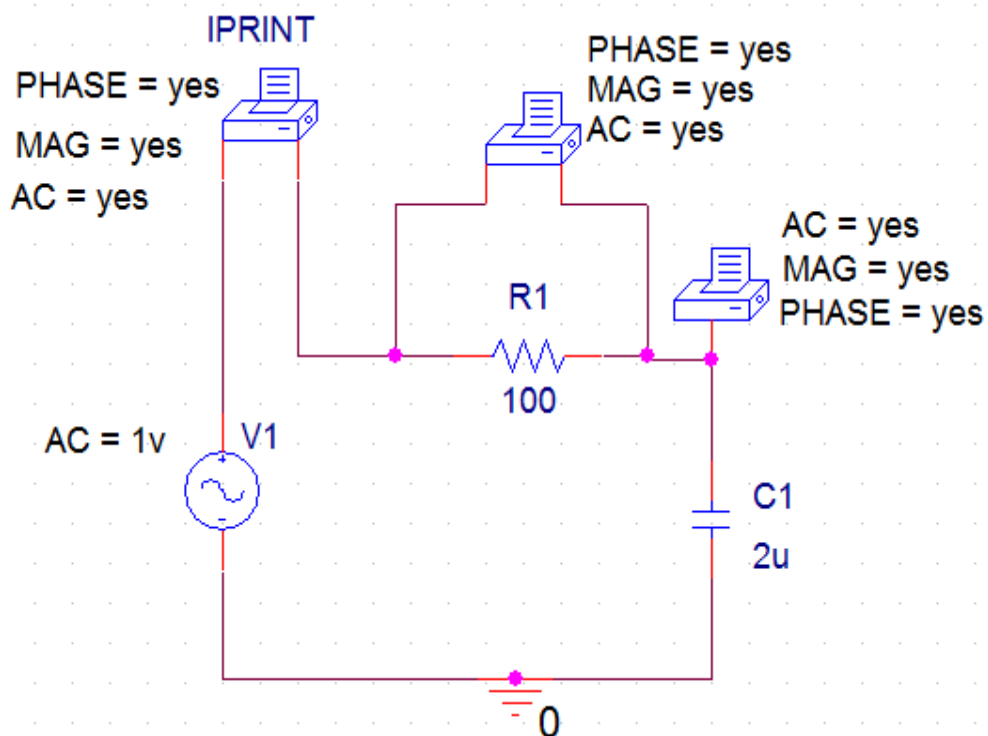 IPRINT
PHASE = yes
MAG = yes
AC = yes
PHASE = yes
MAG = yes
AC = yes
AC = yes
MAG = yes
PHASE = yes
R1
100
AC = 1v
V1
C1
2u
0